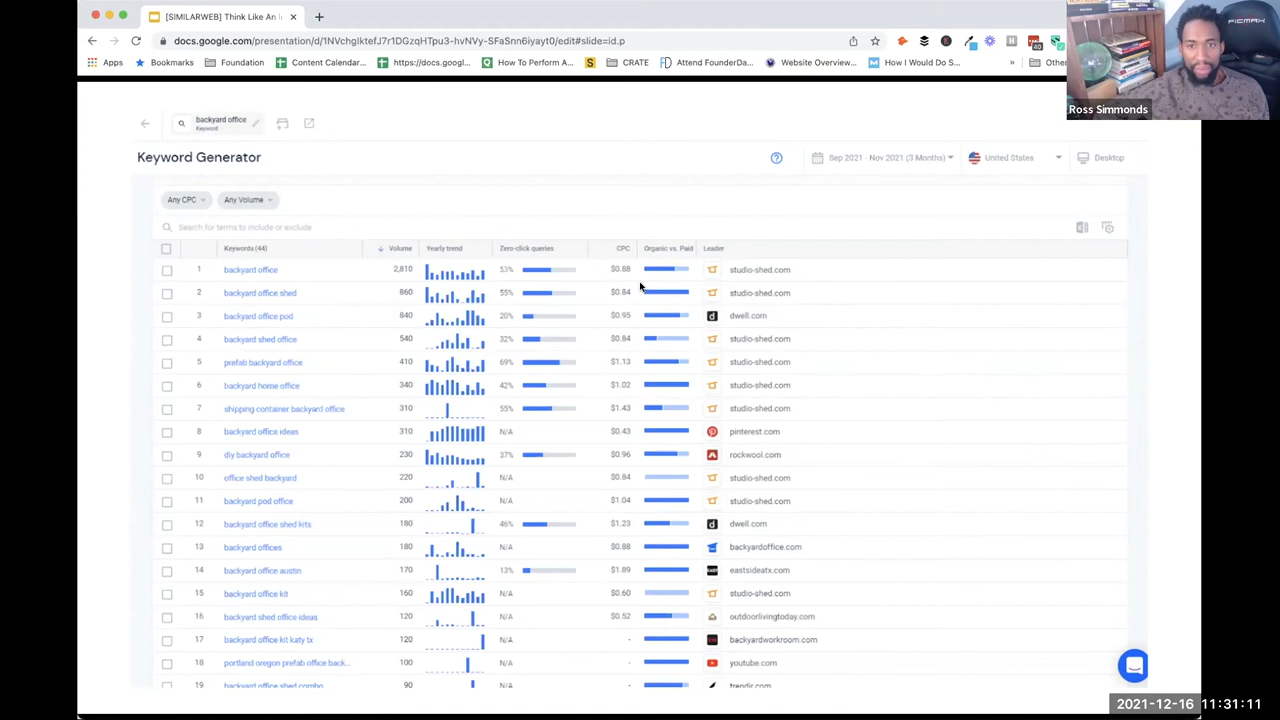 [SIMILARWEB] Think Like An I
docs.google.com/presentation/d/1NVchgIktefJ7r1DGzqHTpu3-hvNVy-SFaSnn6iyayt0/edit#slide=id.p
40
Apps Bookmarks Foundation Content Calendar... https://docs.googl... How To Perform A... S CRATE Attend FounderDa... Website Overview... How I Would Do S... » Othe
FICMAX
Ross Simmonds
backyard office
Keyword
Keyword Generator
Sep 2021 - Nov 2021 (3 Months) United States Desktop
Any CPC Any Volume
Search for terms to include or exclude
Keywords (44) Volume Yearly trend Zero-click queries CPC Organic vs. Paid Leader
1 backyard office 2,810 53% $0.88 studio-shed.com
2 backyard office shed 860 55% $0.84 studio-shed.com
3 backyard office pod 840 20% $0.95 dwell.com
4 backyard shed office 540 32% $0.84 studio-shed.com
5 prefab backyard office 410 69% $1.13 studio-shed.com
6 backyard home office 340 42% $1.02 studio-shed.com
7 shipping container backyard office 310 55% $1.43 studio-shed.com
8 backyard office ideas 310 N/A $0.43 pinterest.com
9 diy backyard office 230 37% $0.96 rockwool.com
10 office shed backyard 220 N/A $0.84 studio-shed.com
11 backyard pod office 200 N/A $1.04 studio-shed.com
12 backyard office shed kits 180 46% $1.23 dwell.com
13 backyard offices 180 N/A $0.88 backyardoffice.com
14 backyard office austin 170 13% $1.89 eastsideatx.com
15 backyard office kit 160 N/A $0.60 studio-shed.com
16 backyard shed office ideas 120 N/A $0.52 outdoorlivingtoday.com
17 backyard office kit katy tx 120 N/A - backyardworkroom.com
18 portland oregon prefab office back... 100 N/A - youtube.com
19 backyard office shed combo 90 N/A - trendir.com
2021-12-16 11:31:11